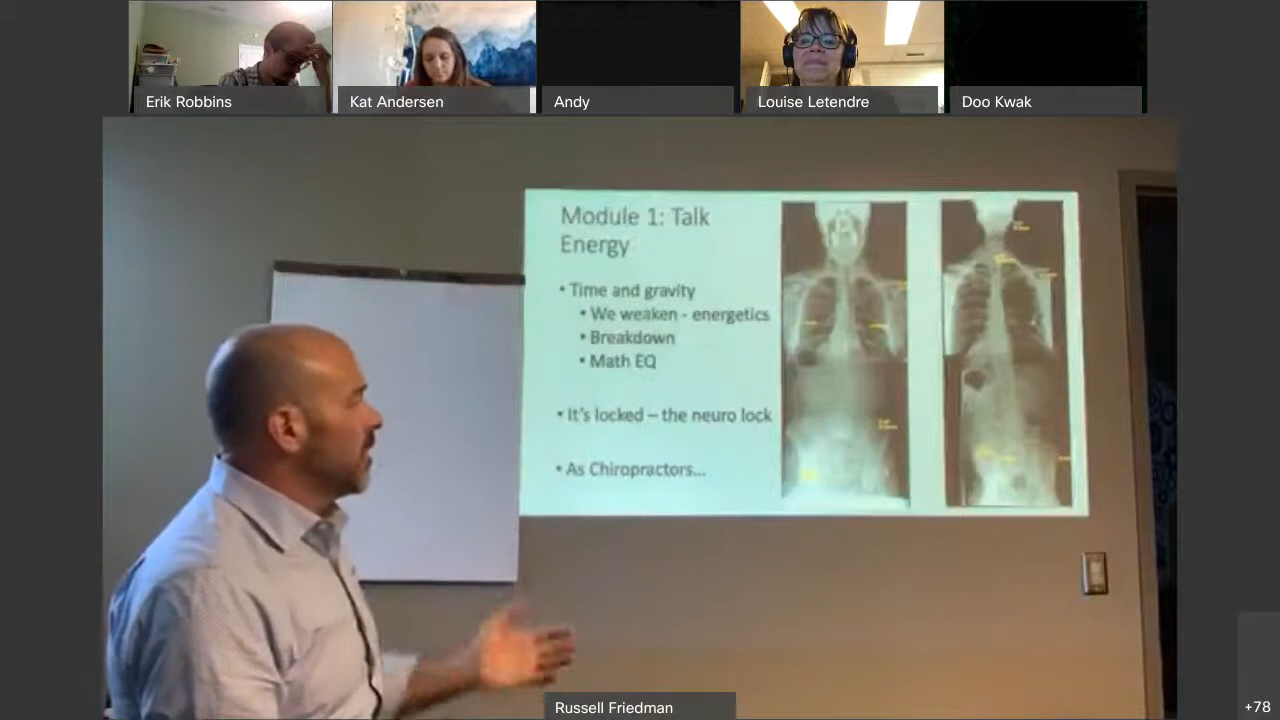 Erik Robbins
Kat Andersen
Andy
Louise Letendre
Doo Kwak
Module 1: Talk
Energy
• Time and gravity
• We weaken - energetics
• Breakdown
• Math EQ
• It's locked – the neuro lock
• As Chiropractors...
Russell Friedman
+78